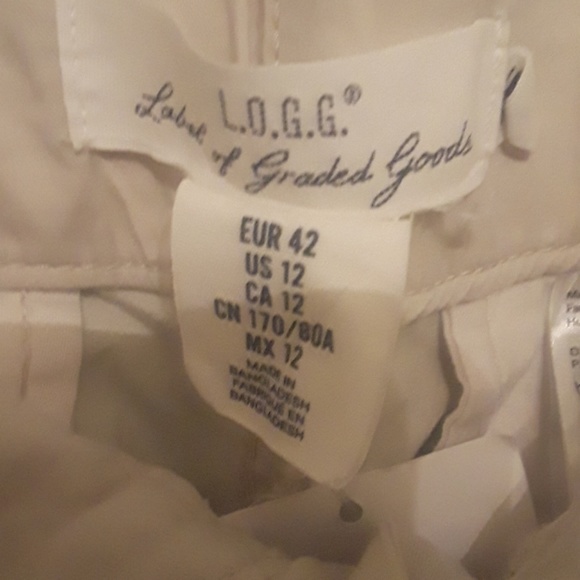 L.O.G.G.®
Label of Graded Goods
EUR 42
US 12
CA 12
CN 170/80A
MX 12
MADE IN
BANGLADESH
FABRIQUE EN
BANGLADESH